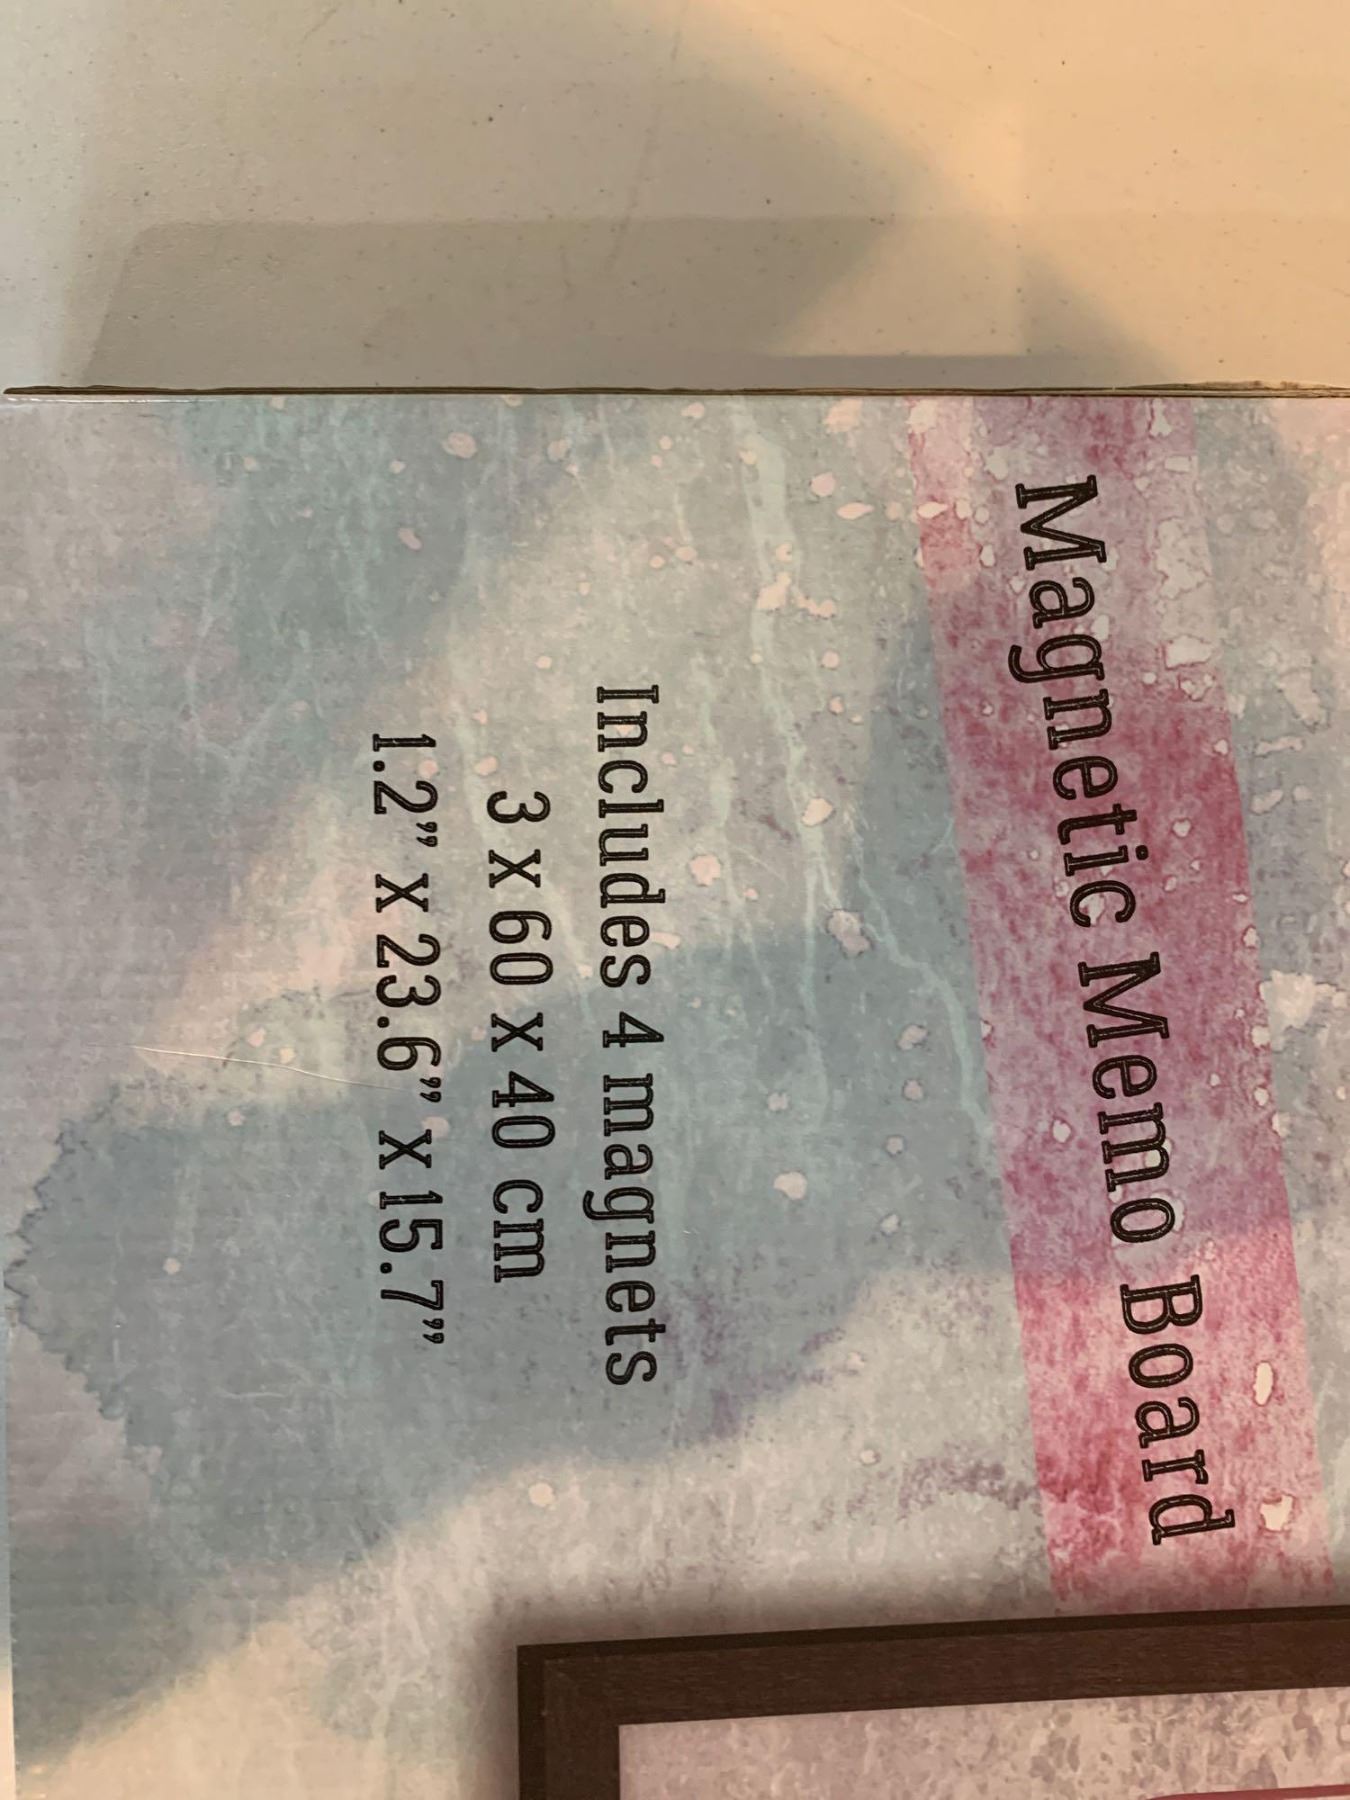 Magnetic Memo Board
Includes 4 magnets
3 x 60 x 40 cm
1.2” x 23.6” x 15.7”